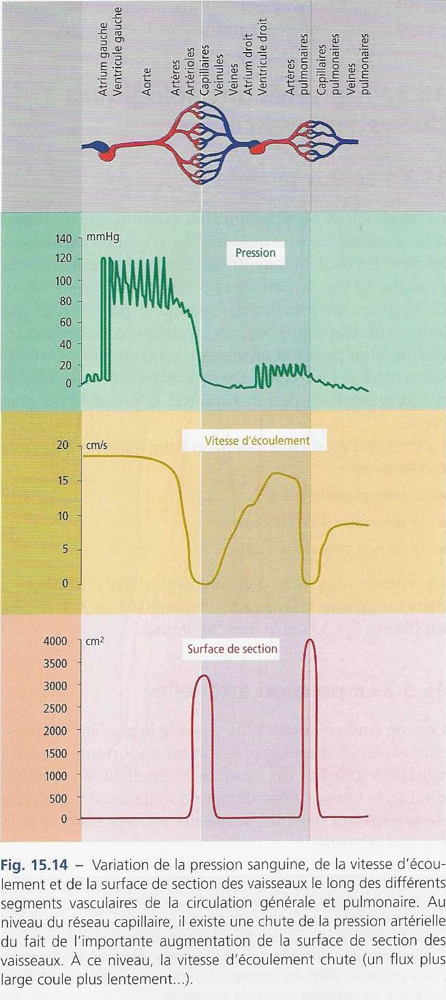 Atrium gauche
Ventricule gauche
Aorte
Artères
Artérioles
Capillaires
Veinules
Veines
Atrium droit
Ventricule droit
Artères
pulmonaires
Capillaires
pulmonaires
Veines
pulmonaires
140 mmHg
Pression
120
100
80
60
40
20
0
Vitesse d'écoulement
20 cm/s
15
10
5
0
4000 cm²
Surface de section
3500
3000
2500
2000
1500
1000
500
0
Fig. 15.14 – Variation de la pression sanguine, de la vitesse d'écou-
lement et de la surface de section des vaisseaux le long des différents
segments vasculaires de la circulation générale et pulmonaire. Au
niveau du réseau capillaire, il existe une chute de la pression artérielle
du fait de l'importante augmentation de la surface de section des
vaisseaux. À ce niveau, la vitesse d'écoulement chute (un flux plus
large coule plus lentement...).